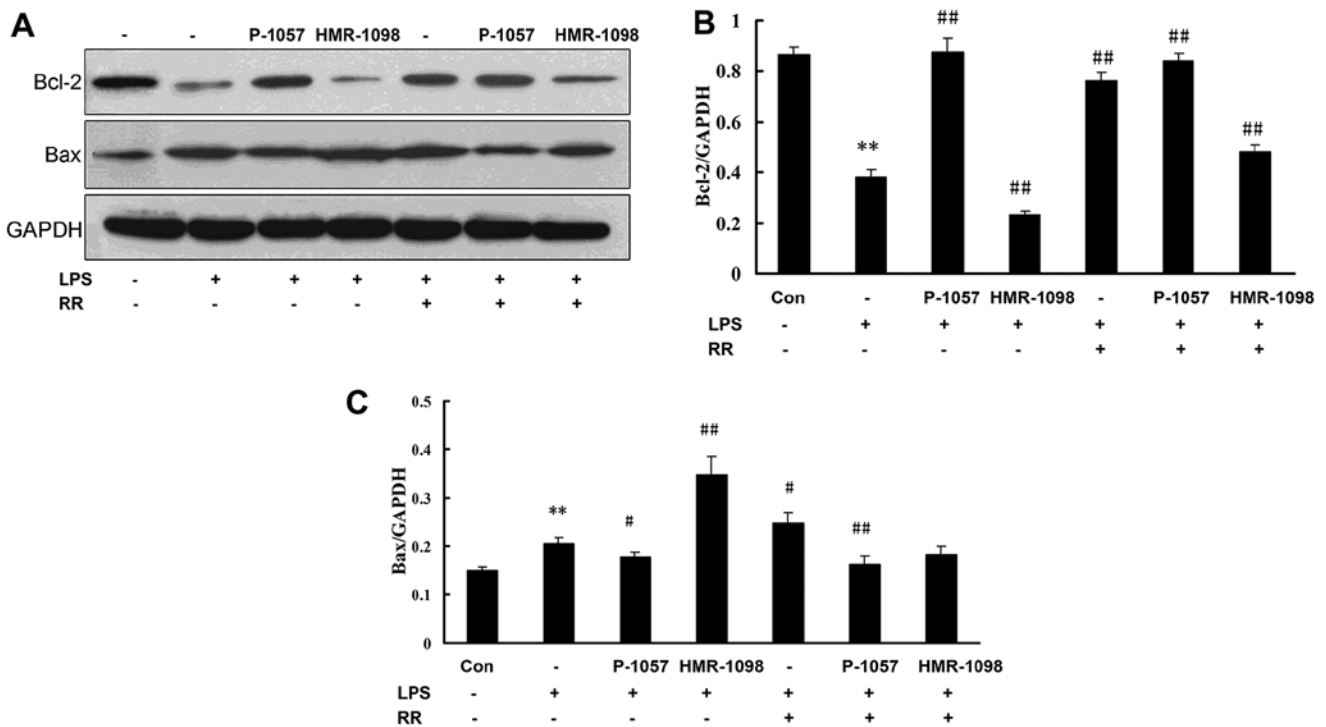 A
- - P-1057 HMR-1098 - P-1057 HMR-1098
Bcl-2
Bax
GAPDH
LPS - + + + + + +
RR - - - - + + +
B
Bcl-2/GAPDH
1
0.8
0.6
0.4
0.2
0
** ## ## ## ## ##
Con - P-1057 HMR-1098 - P-1057 HMR-1098
LPS - + + + + + +
RR - - - - + + +
C
Bax/GAPDH
0.5
0.4
0.3
0.2
0.1
0
** # ## # ##
Con - P-1057 HMR-1098 - P-1057 HMR-1098
LPS - + + + + + +
RR - - - - + + +